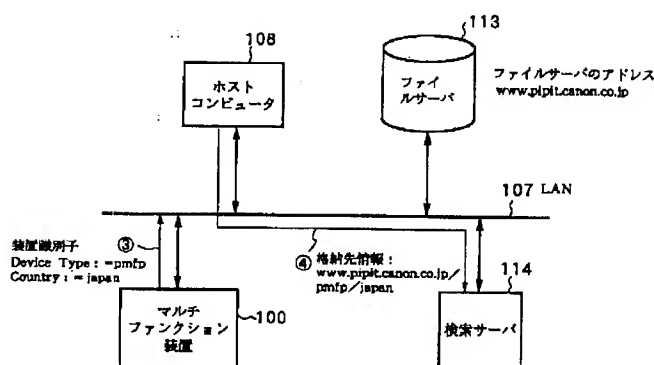 108
ホスト
コンピュータ
113
ファイ
ルサーバ
ファイルサーバのアドレス
www.pipit.canon.co.jp
107 LAN
装置識別子 ③
Device Type : =pmfp
Country : = japan
④ 格納先情報：
www.pipit.canon.co.jp/
pmfp/japan
マルチ
ファンクション
装置
100
114
検索サーバ